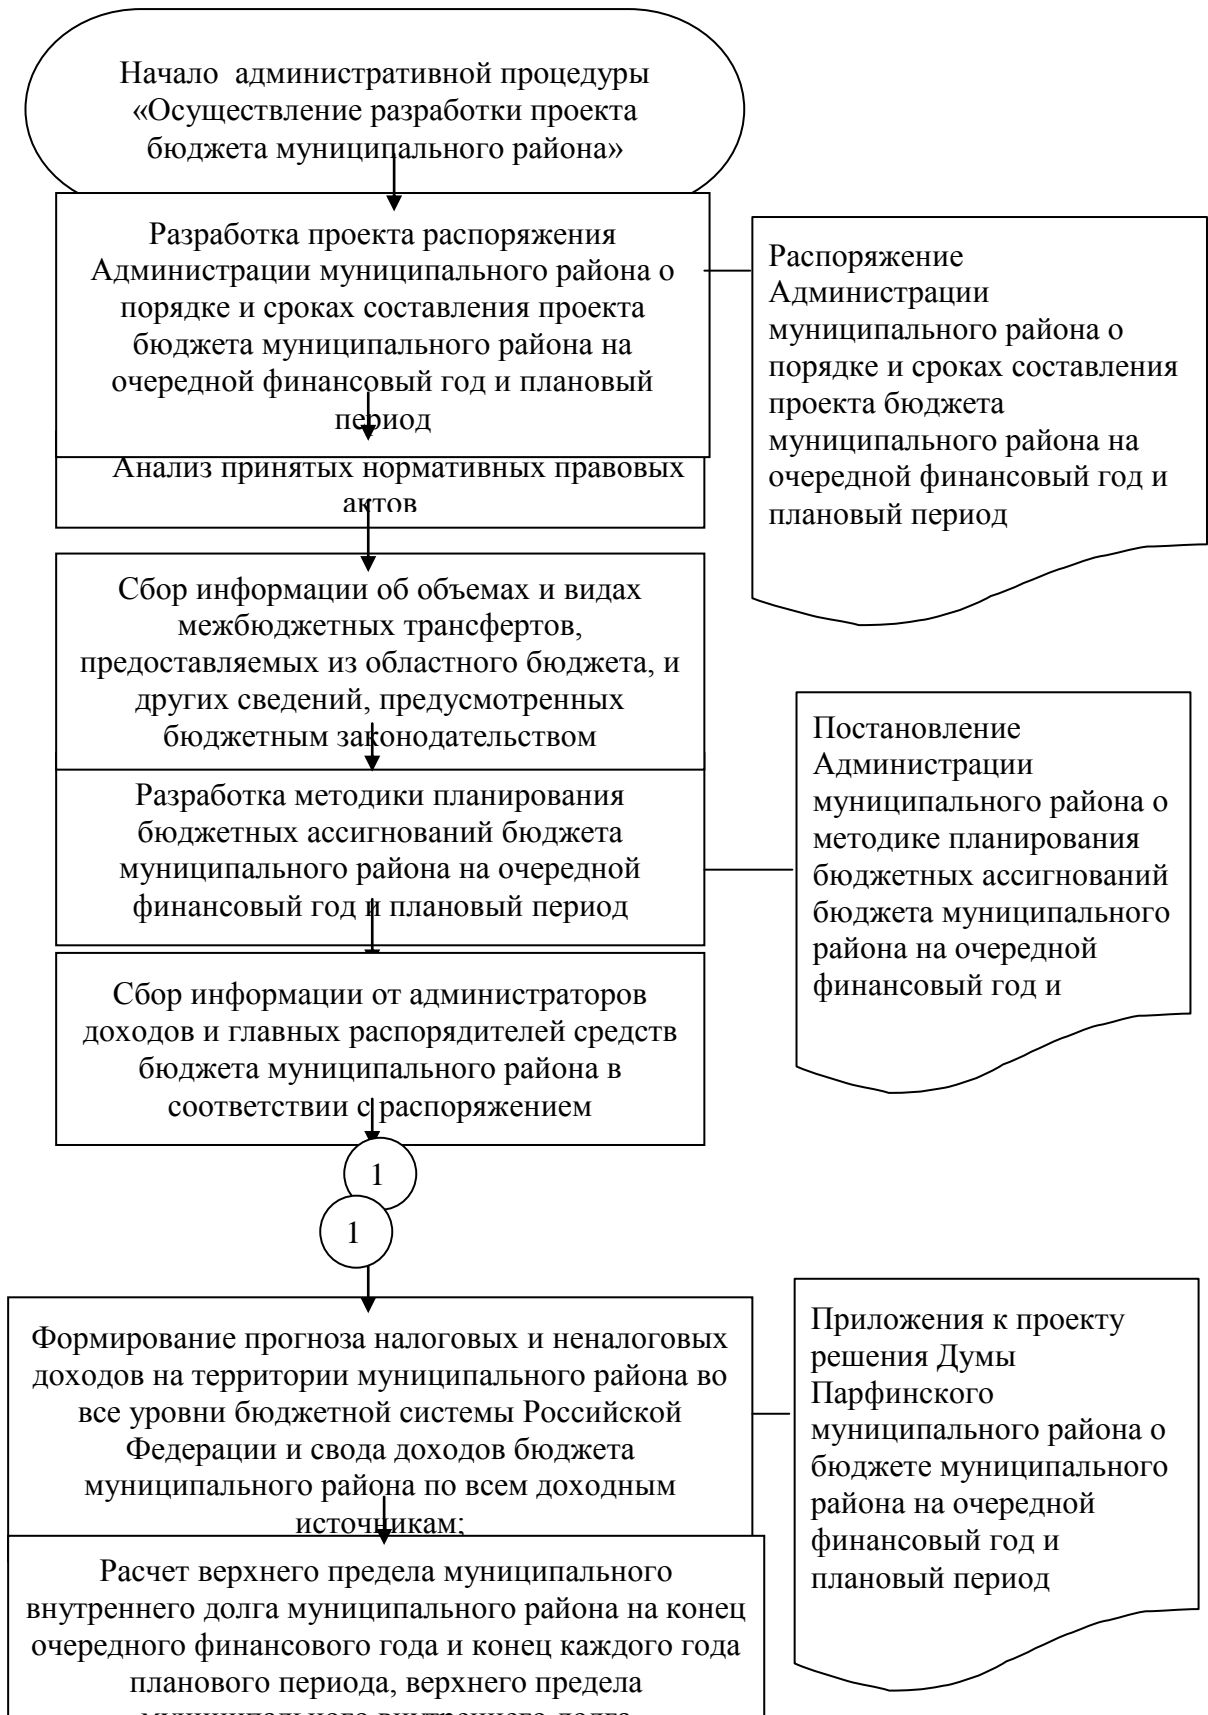 Начало административной процедуры
«Осуществление разработки проекта
бюджета муниципального района»
Разработка проекта распоряжения
Администрации муниципального района о
порядке и сроках составления проекта
бюджета муниципального района на
очередной финансовый год и плановый
период
Распоряжение
Администрации
муниципального района о
порядке и сроках составления
проекта бюджета
муниципального района на
очередной финансовый год и
плановый период
Анализ принятых нормативных правовых
актов
Сбор информации об объемах и видах
межбюджетных трансфертов,
предоставляемых из областного бюджета, и
других сведений, предусмотренных
бюджетным законодательством
Разработка методики планирования
бюджетных ассигнований бюджета
муниципального района на очередной
финансовый год и плановый период
Постановление
Администрации
муниципального района о
методике планирования
бюджетных ассигнований
бюджета муниципального
района на очередной
финансовый год и
Сбор информации от администраторов
доходов и главных распорядителей средств
бюджета муниципального района в
соответствии с распоряжением
1
1
Формирование прогноза налоговых и неналоговых
доходов на территории муниципального района во
все уровни бюджетной системы Российской
Федерации и свода доходов бюджета
муниципального района по всем доходным
источникам;
Приложения к проекту
решения Думы
Парфинского
муниципального района о
бюджете муниципального
района на очередной
финансовый год и
плановый период
Расчет верхнего предела муниципального
внутреннего долга муниципального района на конец
очередного финансового года и конец каждого года
планового периода, верхнего предела
муниципального внутреннего долга